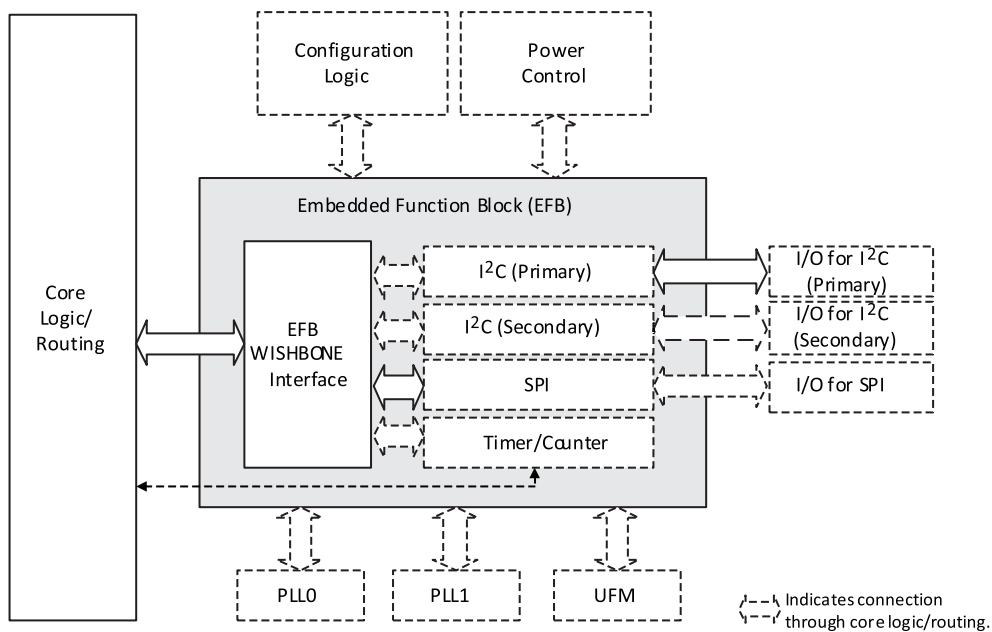 Configuration
Logic
Power
Control
Embedded Function Block (EFB)
Core
Logic/
Routing
EFB
WISHBONE
Interface
I²C (Primary)
I²C (Secondary)
SPI
Timer/Counter
I/O for I²C
(Primary)
I/O for I²C
(Secondary)
I/O for SPI
PLL0
PLL1
UFM
Indicates connection
through core logic/routing.